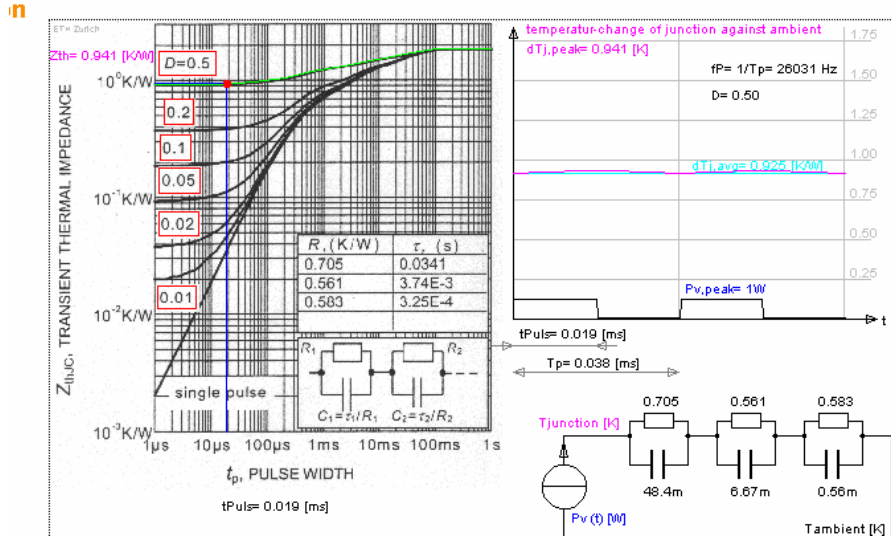 on
ETH Zurich
Zth= 0.941 [K/W]
D=0.5
10⁰K/W
0.2
0.1
0.05
10⁻¹K/W
0.02
0.01
10⁻²K/W
single pulse
10⁻³K/W
1µs 10µs 100µs 1ms 10ms 100ms 1s
ZthJC, TRANSIENT THERMAL IMPEDANCE
tp, PULSE WIDTH
tPuls= 0.019 [ms]
R, (K/W) τ, (s)
0.705 0.0341
0.561 3.74E-3
0.583 3.25E-4
R₁ R₂
C₁=τ₁/R₁ C₂=τ₂/R₂
temperatur-change of junction against ambient
dTj,peak= 0.941 [K]
fP= 1/Tp= 26031 Hz
D= 0.50
dTj,avg= 0.925 [K/W]
Pv,peak= 1W
1.75
1.50
1.25
1.00
0.75
0.50
0.25
t
tPuls= 0.019 [ms]
Tp= 0.038 [ms]
0.705 0.561 0.583
Tjunction [K]
48.4m 6.67m 0.56m
Pv (t) [W]
Tambient [K]